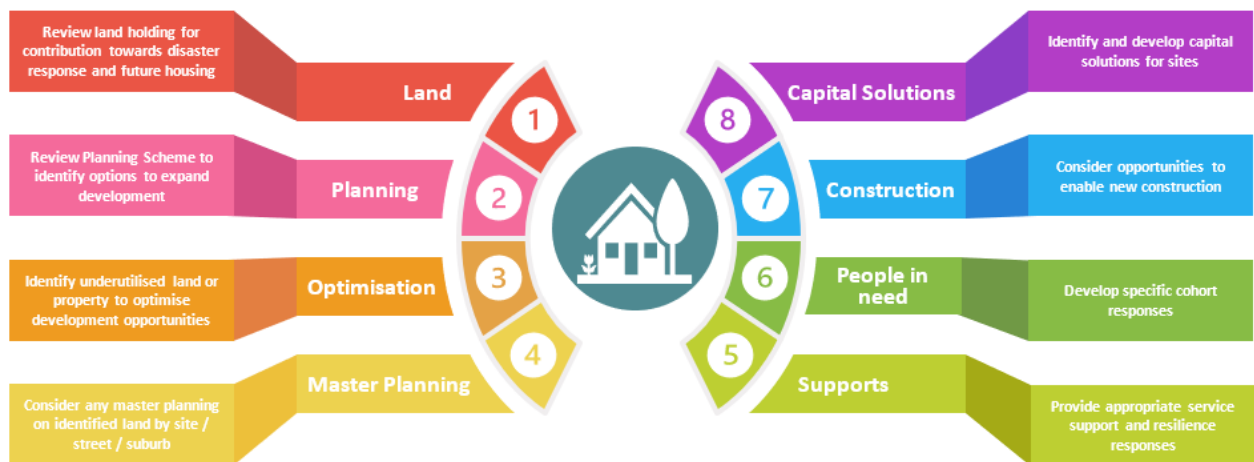 Review land holding for
contribution towards disaster
response and future housing
Land
1
Review Planning Scheme to
identify options to expand
development
Planning
2
Identify underutilised land or
property to optimise
development opportunities
Optimisation
3
Consider any master planning
on identified land by site /
street / suburb
Master Planning
4
8
Capital Solutions
Identify and develop capital
solutions for sites
7
Construction
Consider opportunities to
enable new construction
6
People in
need
Develop specific cohort
responses
5
Supports
Provide appropriate service
support and resilience
responses